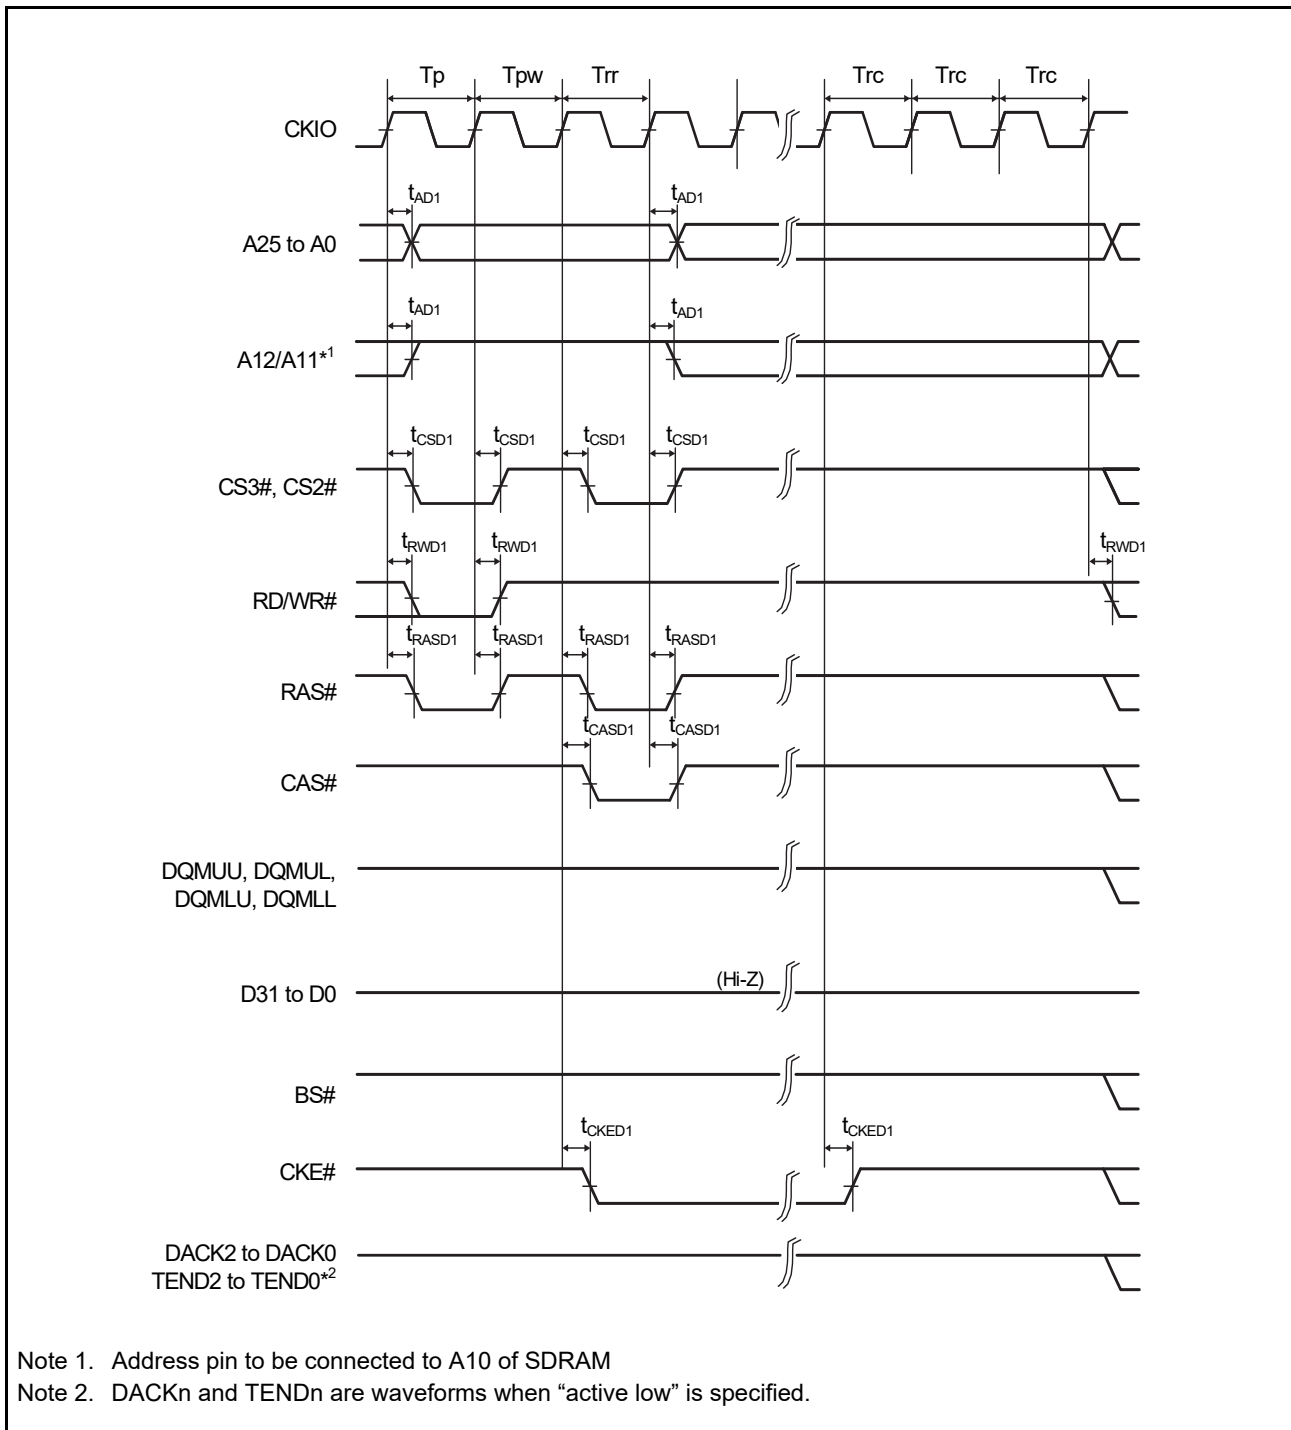 Tp Tpw Trr Trc Trc Trc
CKIO
tAD1 tAD1
A25 to A0
tAD1 tAD1
A12/A11*1
tCSD1 tCSD1 tCSD1 tCSD1
CS3#, CS2#
tRWD1 tRWD1 tRWD1
RD/WR#
tRASD1 tRASD1 tRASD1 tRASD1
RAS#
tCASD1 tCASD1
CAS#
DQMUU, DQMUL,
DQMLU, DQMLL
(Hi-Z)
D31 to D0
BS#
tCKED1 tCKED1
CKE#
DACK2 to DACK0
TEND2 to TEND0*2
Note 1. Address pin to be connected to A10 of SDRAM
Note 2. DACKn and TENDn are waveforms when “active low” is specified.